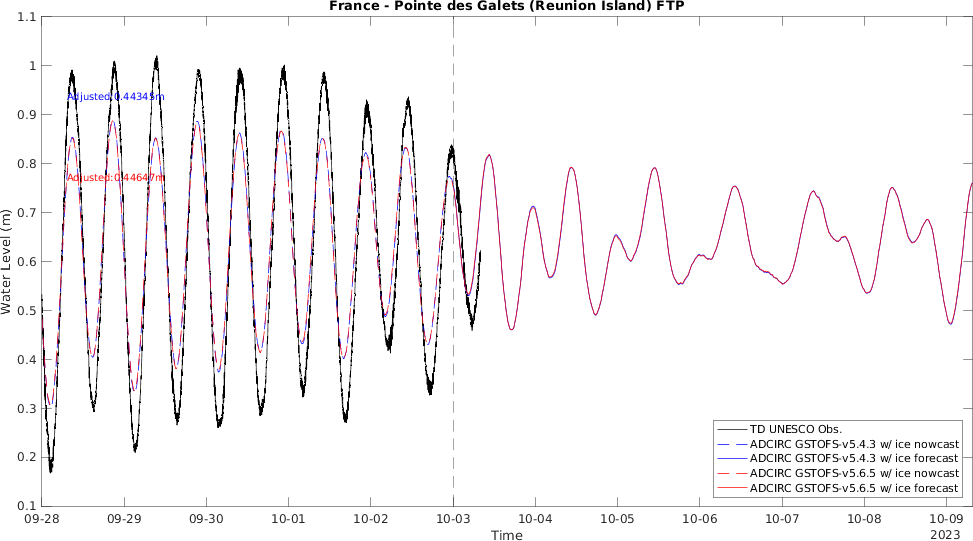 France - Pointe des Galets (Reunion Island) FTP
1.1
1
0.9
0.8
0.7
0.6
0.5
0.4
0.3
0.2
0.1
Water Level (m)
Adjusted:0.44345m
Adjusted:0.44647m
TD UNESCO Obs.
ADCIRC GSTOFS-v5.4.3 w/ ice nowcast
ADCIRC GSTOFS-v5.4.3 w/ ice forecast
ADCIRC GSTOFS-v5.6.5 w/ ice nowcast
ADCIRC GSTOFS-v5.6.5 w/ ice forecast
09-28 09-29 09-30 10-01 10-02 10-03 10-04 10-05 10-06 10-07 10-08 10-09
2023
Time